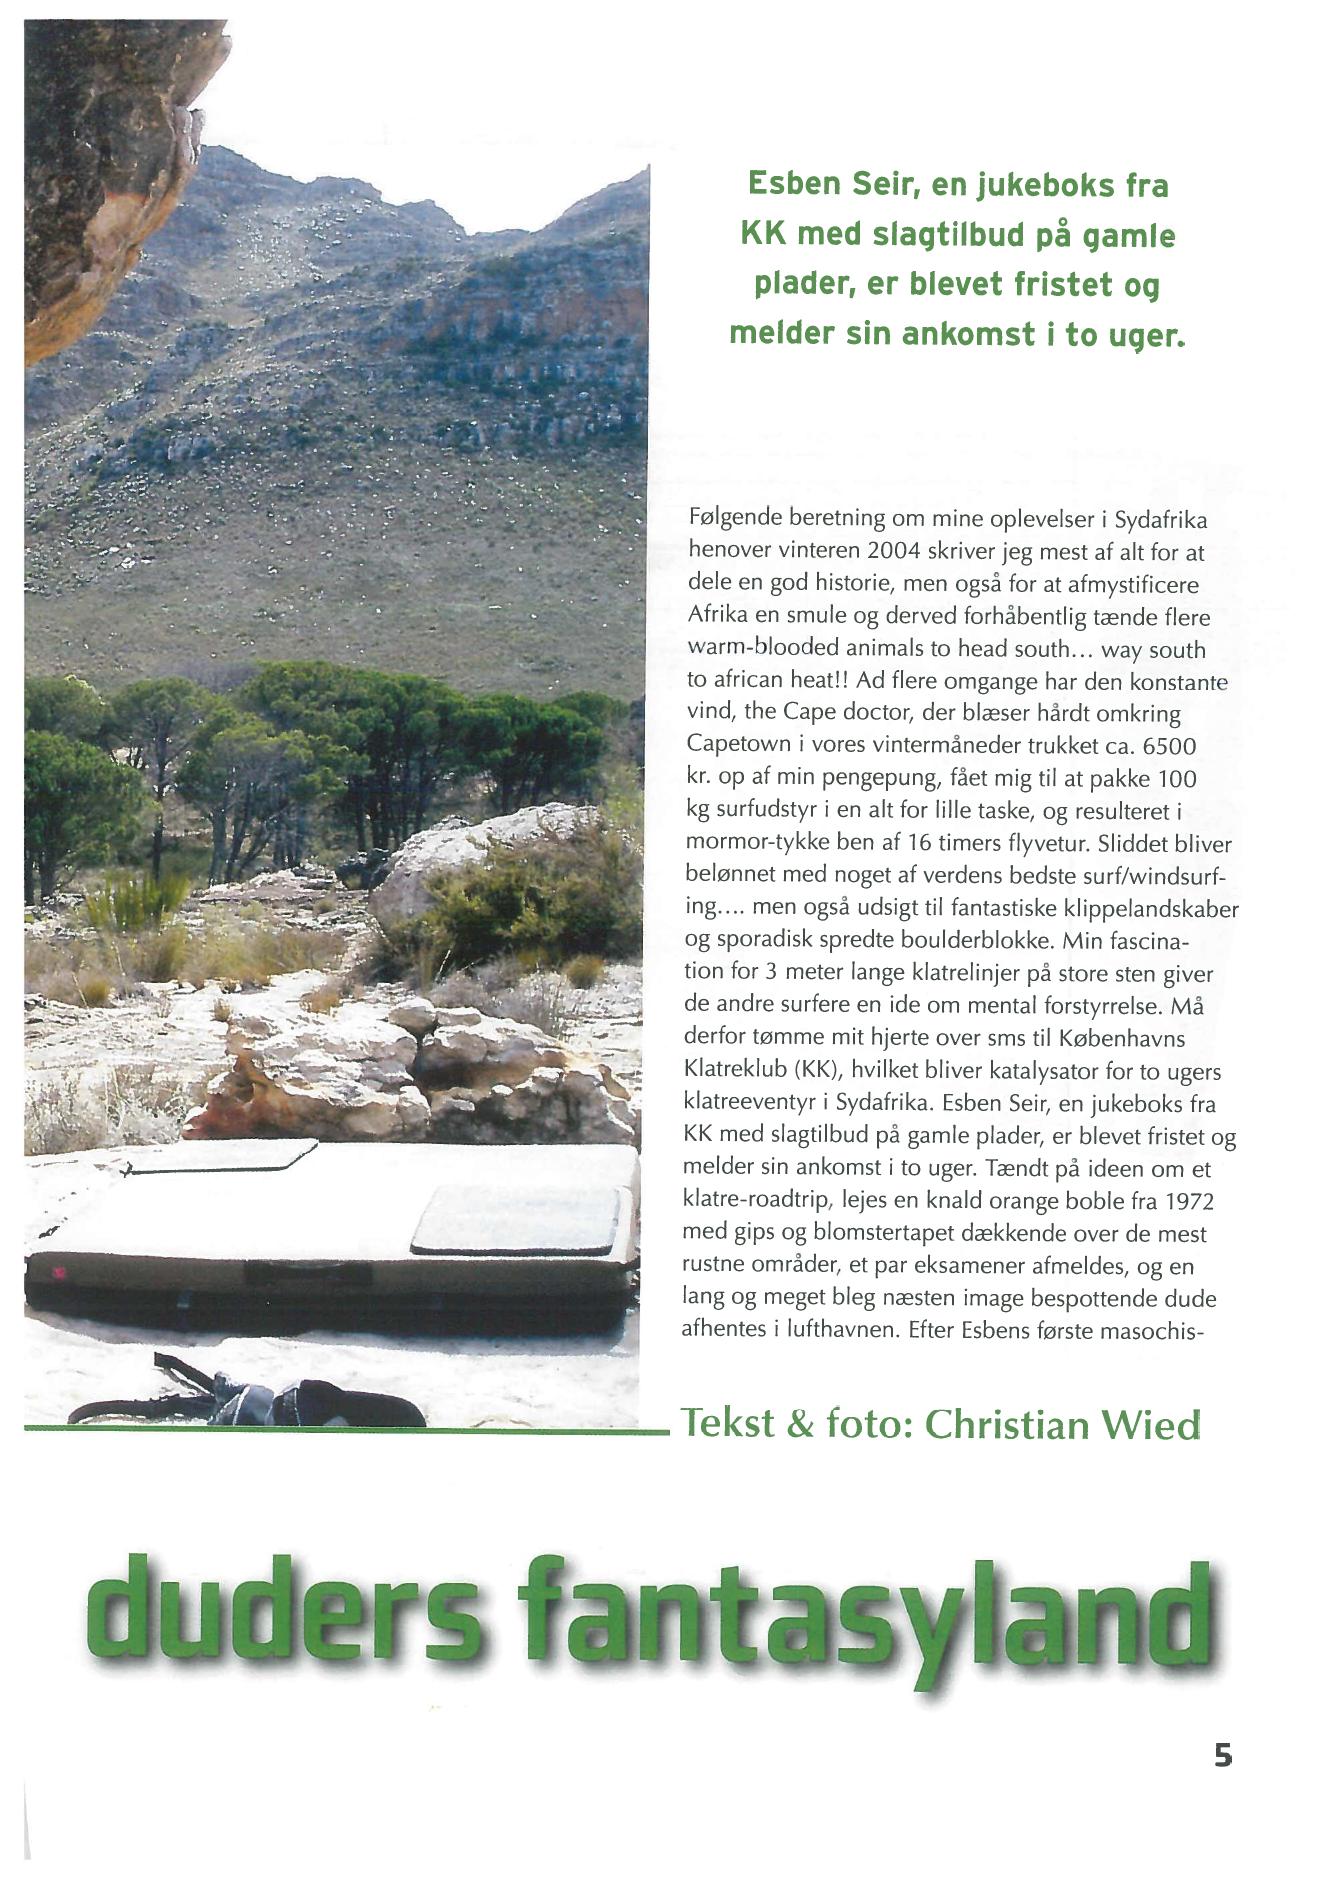 Esben Seir, en jukeboks fra
KK med slagtilbud på gamle
plader, er blevet fristet og
melder sin ankomst i to uger.
Følgende beretning om mine oplevelser i Sydafrika
henover vinteren 2004 skriver jeg mest af alt for at
dele en god historie, men også for at afmystificere
Afrika en smule og derved forhåbentlig tænde flere
warm-blooded animals to head south... way south
to african heat!! Ad flere omgange har den konstante
vind, the Cape doctor, der blæser hårdt omkring
Capetown i vores vintermåneder trukket ca. 6500
kr. op af min pengepung, fået mig til at pakke 100
kg surfudstyr i en alt for lille taske, og resulteret i
mormor-tykke ben af 16 timers flyvetur. Sliddet bliver
belønnet med noget af verdens bedste surf/windsurf-
ing.... men også udsigt til fantastiske klippelandskaber
og sporadisk spredte boulderblokke. Min fascina-
tion for 3 meter lange klatrelinjer på store sten giver
de andre surfere en ide om mental forstyrrelse. Må
derfor tømme mit hjerte over sms til Københavns
Klatreklub (KK), hvilket bliver katalysator for to ugers
klatreeventyr i Sydafrika. Esben Seir, en jukeboks fra
KK med slagtilbud på gamle plader, er blevet fristet og
melder sin ankomst i to uger. Tændt på ideen om et
klatre-roadtrip, lejes en knald orange boble fra 1972
med gips og blomstertapet dækkende over de mest
rustne områder, et par eksamener afmeldes, og en
lang og meget bleg næsten image bespottende dude
afhentes i lufthavnen. Efter Esbens første masochis-
Tekst & foto: Christian Wied
duders fantasyland
5